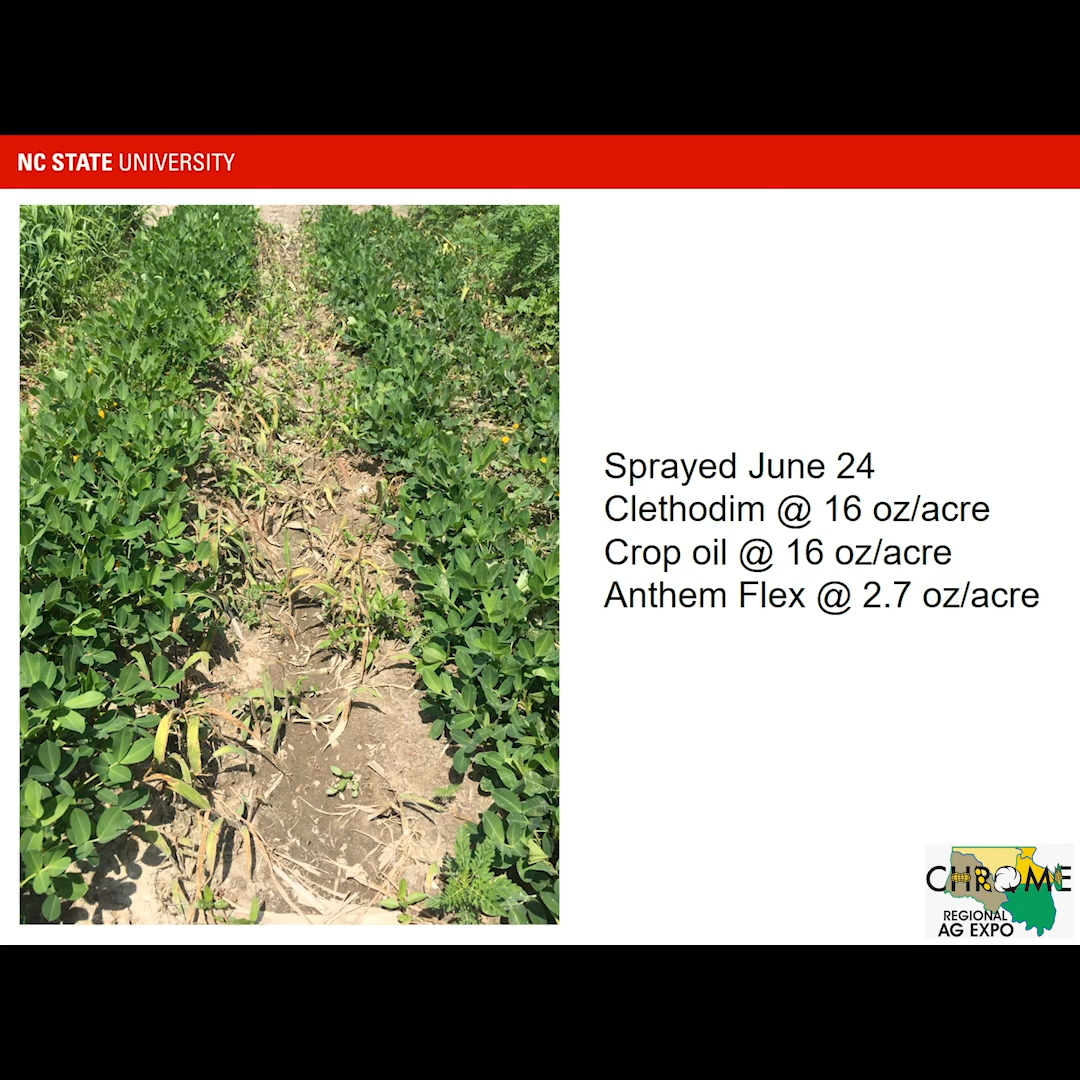 NC STATE UNIVERSITY
Sprayed June 24
Clethodim @ 16 oz/acre
Crop oil @ 16 oz/acre
Anthem Flex @ 2.7 oz/acre
CHROME
REGIONAL
AG EXPO